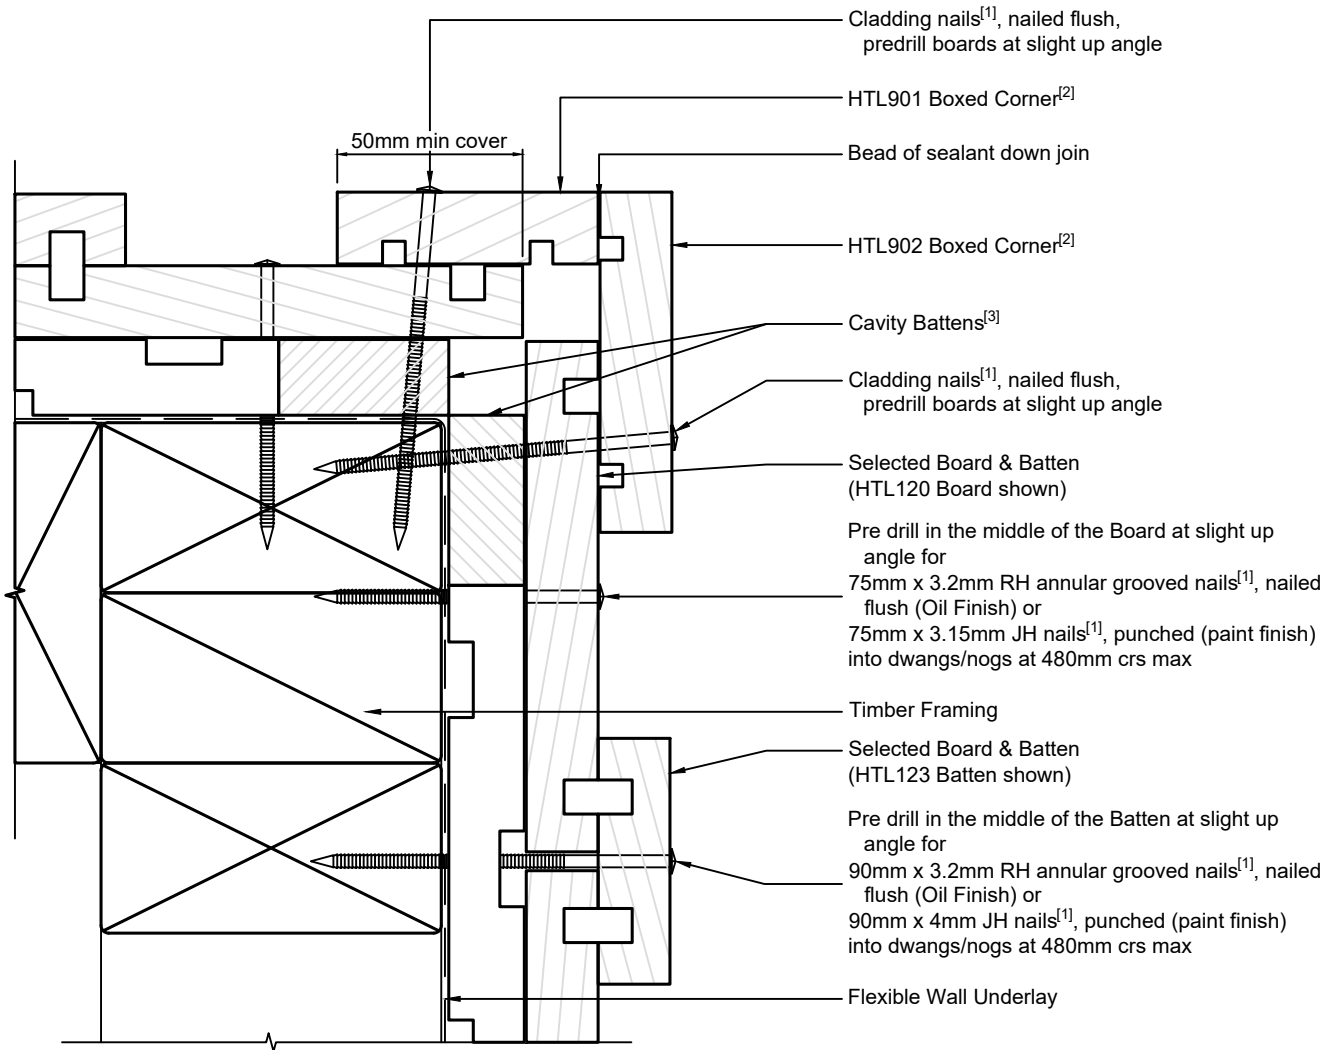 Cladding nails[1], nailed flush,
predrill boards at slight up angle
HTL901 Boxed Corner[2]
50mm min cover
Bead of sealant down join
HTL902 Boxed Corner[2]
Cavity Battens[3]
Cladding nails[1], nailed flush,
predrill boards at slight up angle
Selected Board & Batten
(HTL120 Board shown)
Pre drill in the middle of the Board at slight up
angle for
75mm x 3.2mm RH annular grooved nails[1], nailed
flush (Oil Finish) or
75mm x 3.15mm JH nails[1], punched (paint finish)
into dwangs/nogs at 480mm crs max
Timber Framing
Selected Board & Batten
(HTL123 Batten shown)
Pre drill in the middle of the Batten at slight up
angle for
90mm x 3.2mm RH annular grooved nails[1], nailed
flush (Oil Finish) or
90mm x 4mm JH nails[1], punched (paint finish)
into dwangs/nogs at 480mm crs max
Flexible Wall Underlay